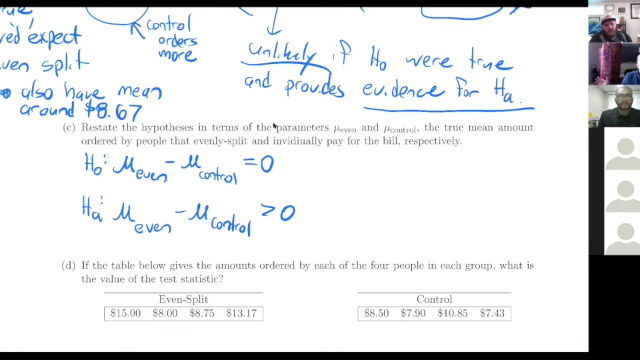 control
orders
more
expect
even split
also have mean
around $8.67
unlikely if H₀ were true
and provides evidence for Hₐ.
(c) Restate the hypotheses in terms of the parameters μeven and μcontrol, the true mean amount
ordered by people that evenly-split and invidinally pay for the bill, respectively.
H₀: μeven - μcontrol = 0
Hₐ: μeven - μcontrol > 0
(d) If the table below gives the amounts ordered by each of the four people in each group, what is
the value of the test statistic?
Even-Split
$15.00 $8.00 $8.75 $13.17
Control
$8.50 $7.90 $10.85 $7.43